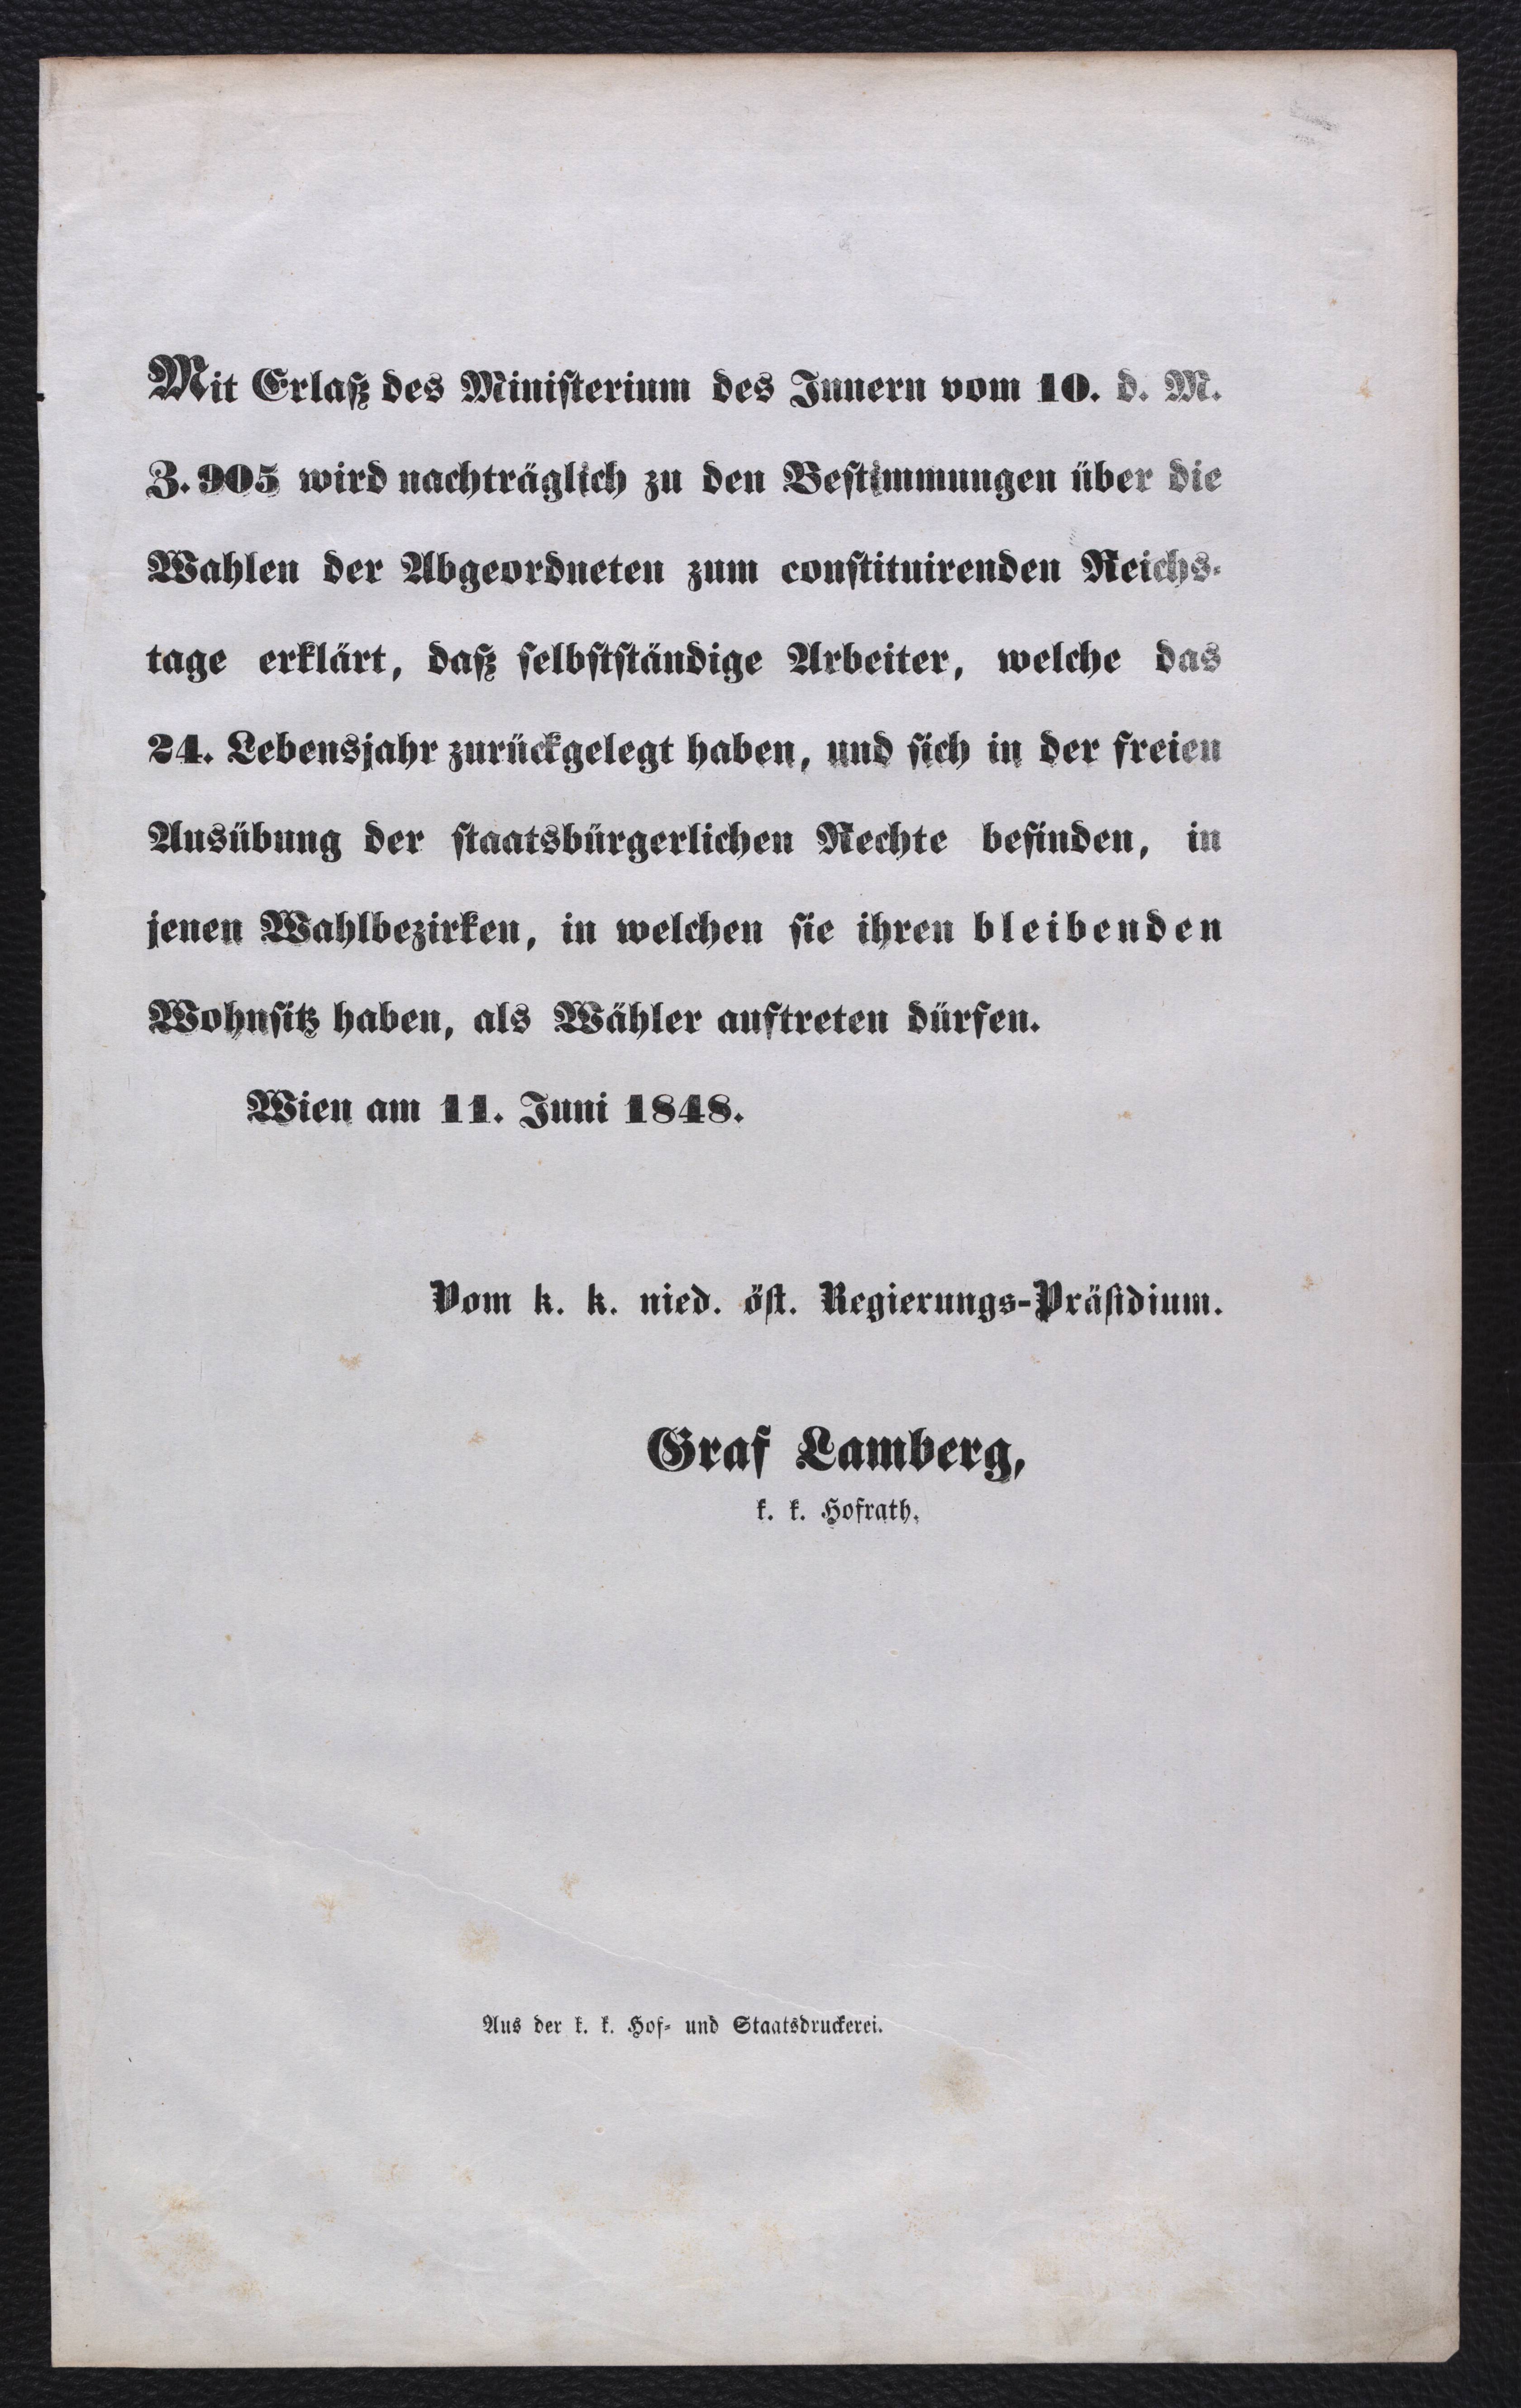 Mit Erlaß des Ministerium des Innern vom 10. d. M.
Z. 905 wird nachträglich zu den Bestimmungen über die
Wahlen der Abgeordneten zum constituirenden Reichs-
tage erklärt, daß selbstständige Arbeiter, welche das
24. Lebensjahr zurückgelegt haben, und sich in der freien
Ausübung der staatsbürgerlichen Rechte befinden, in
jenen Wahlbezirken, in welchen sie ihren bleibenden
Wohnsitz haben, als Wähler auftreten dürfen.
Wien am 11. Juni 1848.
Vom k. k. nied. öst. Regierungs-Präsidium.
Graf Lamberg,
k. k. Hofrath.
Aus der k. k. Hof- und Staatsdruckerei.